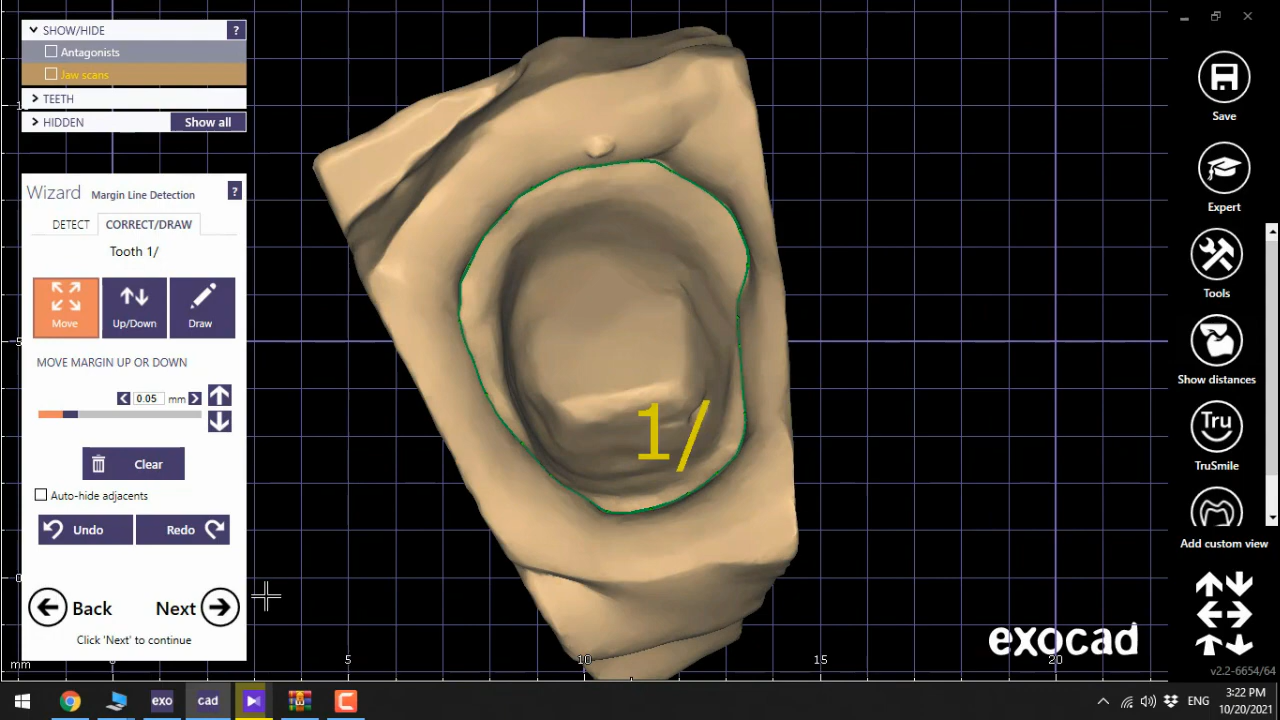 SHOW/HIDE ?
Antagonists
Jaw scans
TEETH
HIDDEN Show all
Wizard Margin Line Detection ?
DETECT CORRECT/DRAW
Tooth 1/
Move Up/Down Draw
MOVE MARGIN UP OR DOWN
0.05 mm
Clear
Auto-hide adjacents
Undo Redo
Back Next
Click 'Next' to continue
1/
5
0
mm 0 5 10 15 20
Save
Expert
Tools
Show distances
Tru
TruSmile
Add custom view
exocad
v2.2-6654/64
exo cad ENG 3:22 PM
10/20/2021